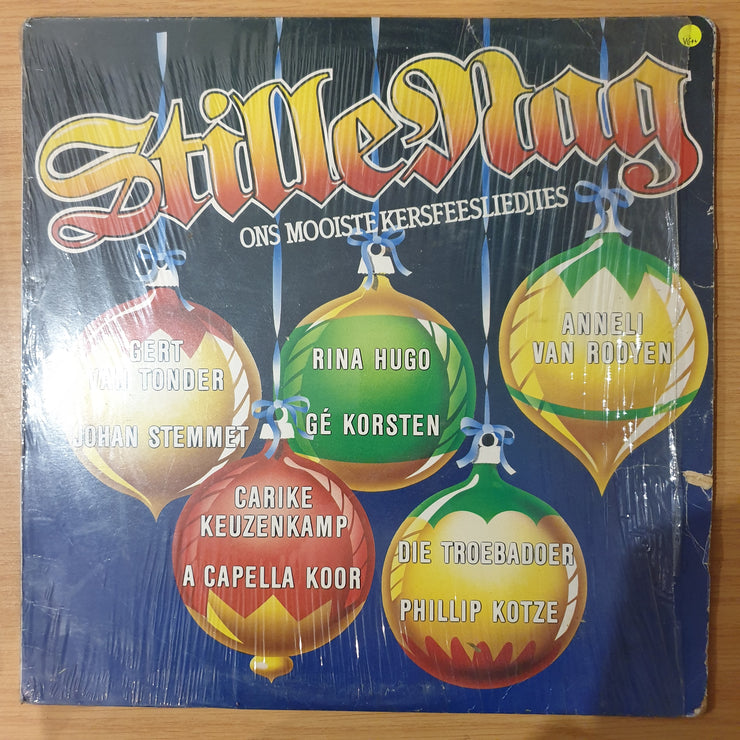 Stille Nag
ONS MOOISTE KERSFEESLIEDJIES
GERT
VAN TONDER
JOHAN STEMMET
RINA HUGO
GÉ KORSTEN
ANNELI
VAN ROOYEN
CARIKE
KEUZENKAMP
A CAPELLA KOOR
DIE TROEBADOER
PHILLIP KOTZE